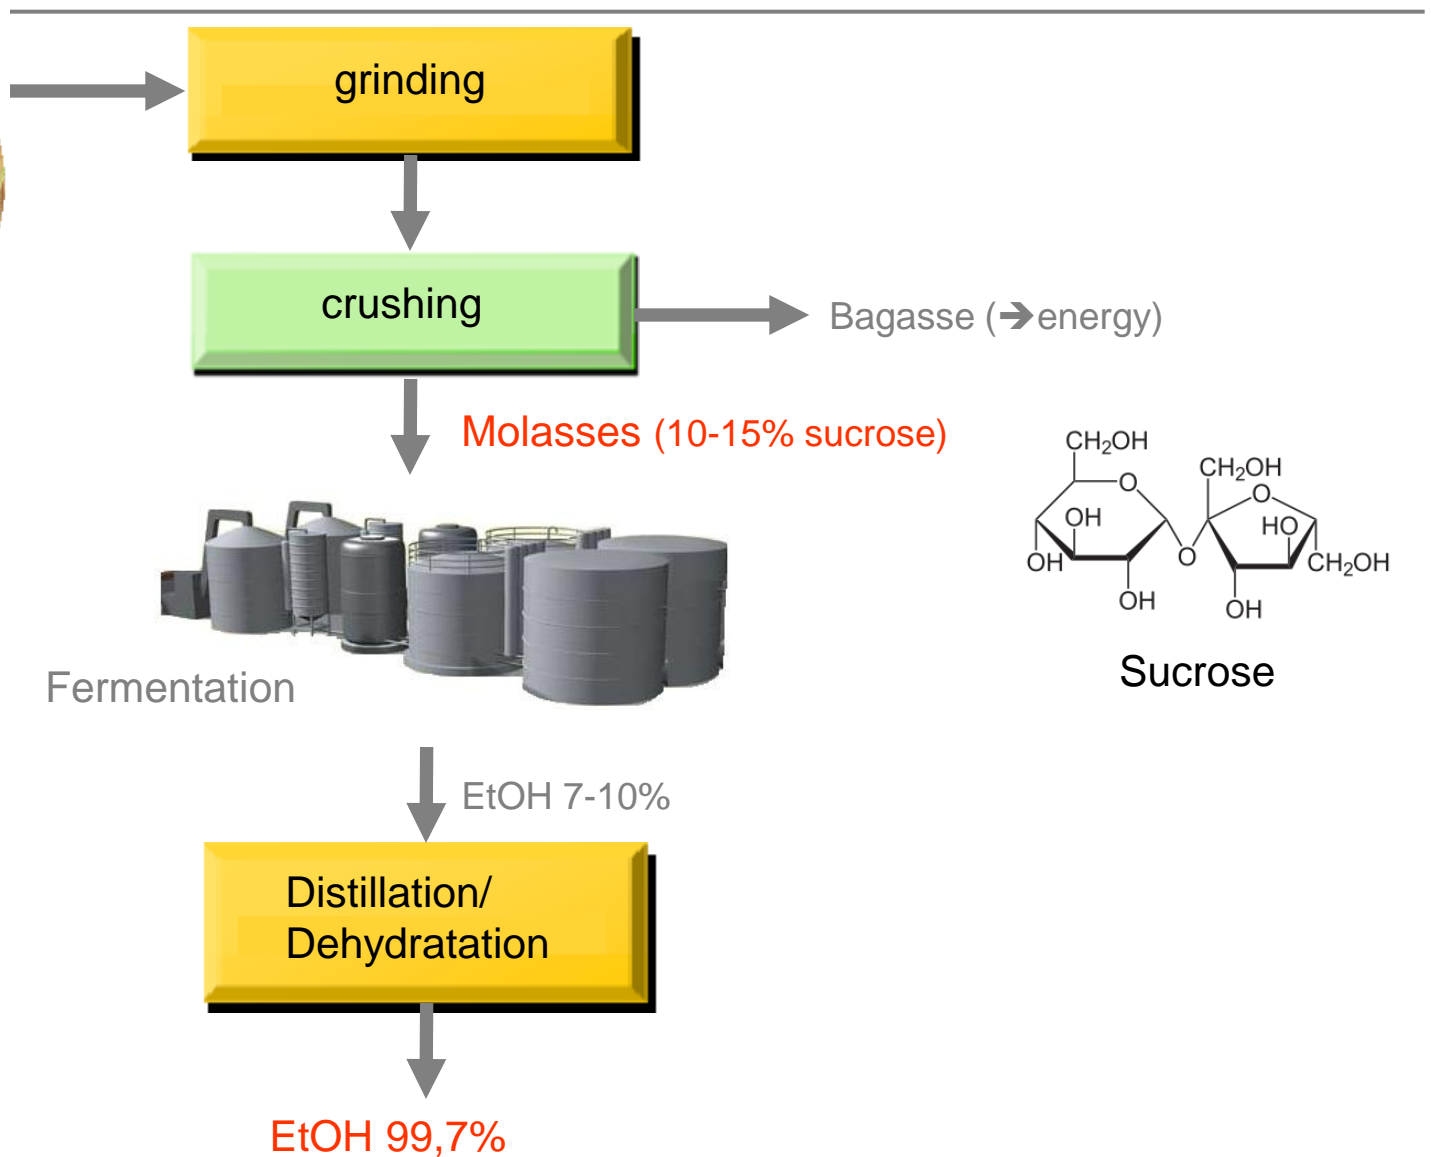 grinding
crushing
Bagasse (➔energy)
Molasses (10-15% sucrose)
CH₂OH
O
CH₂OH
O
OH
HO
OH
O
CH₂OH
OH
OH
Sucrose
Fermentation
EtOH 7-10%
Distillation/
Dehydratation
EtOH 99,7%